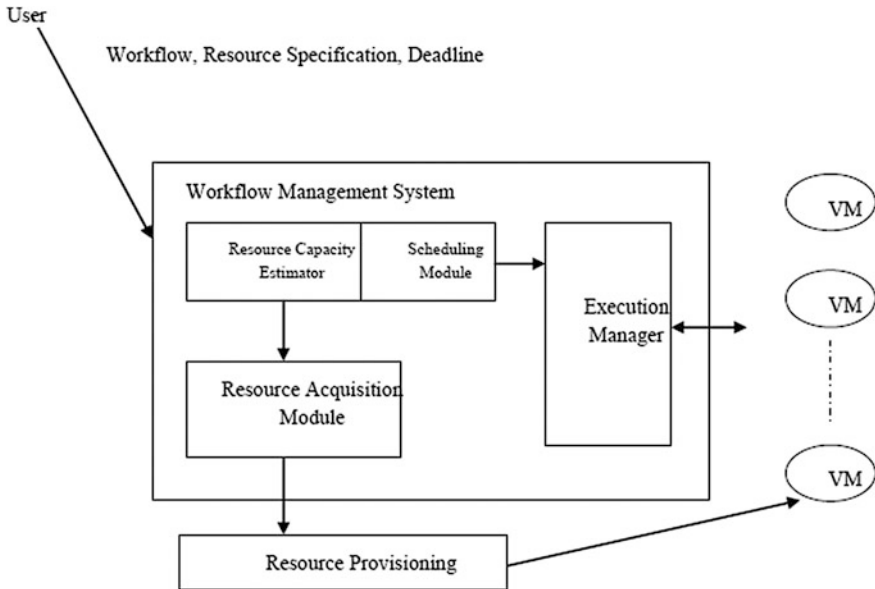 User
Workflow, Resource Specification, Deadline
Workflow Management System
Resource Capacity
Estimator
Scheduling
Module
Execution
Manager
Resource Acquisition
Module
Resource Provisioning
VM
VM
VM